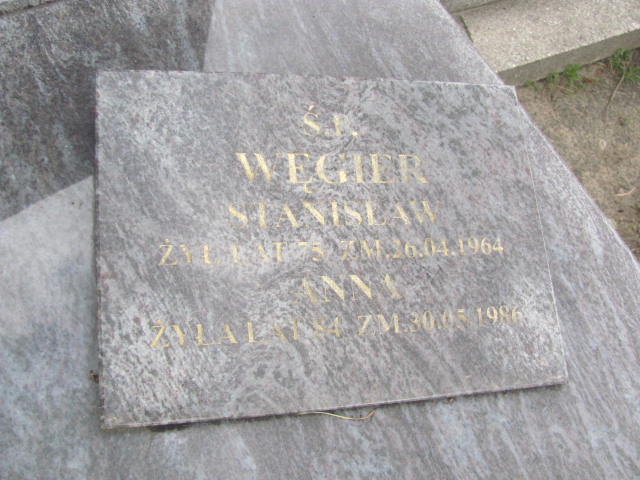 Ś.P.
WĘGIER
STANISŁAW
ŻYŁ LAT 75 ZM.26.04.1964
ANNA
ŻYŁA LAT 84 ZM.30.05.1986